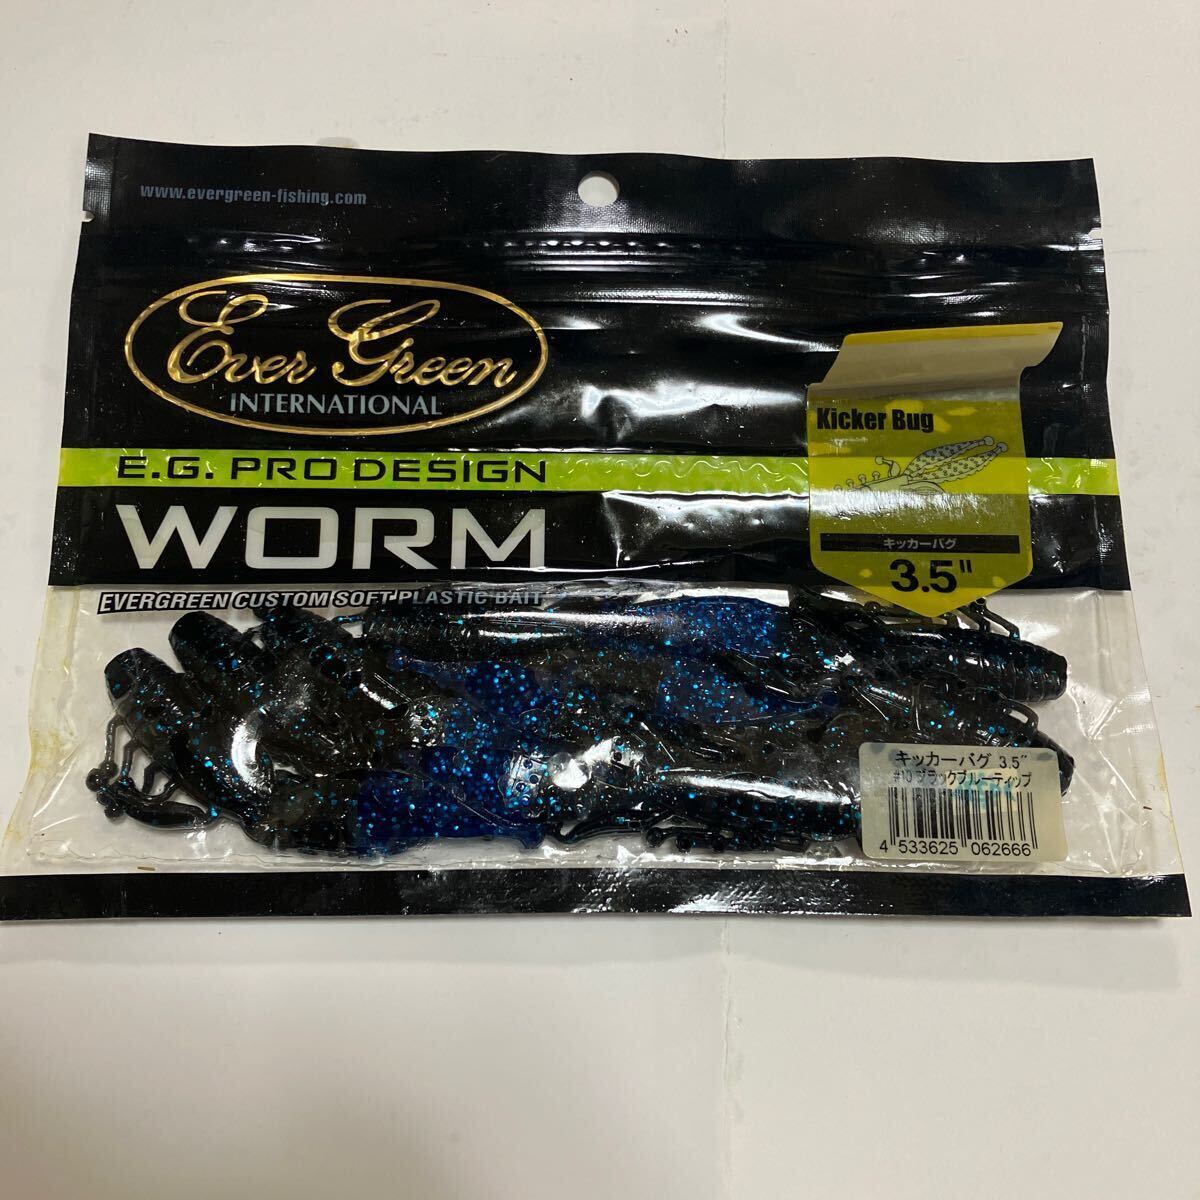 www.evergreen-fishing.com
Ever Green
INTERNATIONAL
E.G. PRO DESIGN
WORM
EVERGREEN CUSTOM SOFT PLASTIC BAIT
Kicker Bug
キッカーバグ
3.5"
キッカーバグ 3.5"
#10 ブラックブルーティップ
4 533625 062666